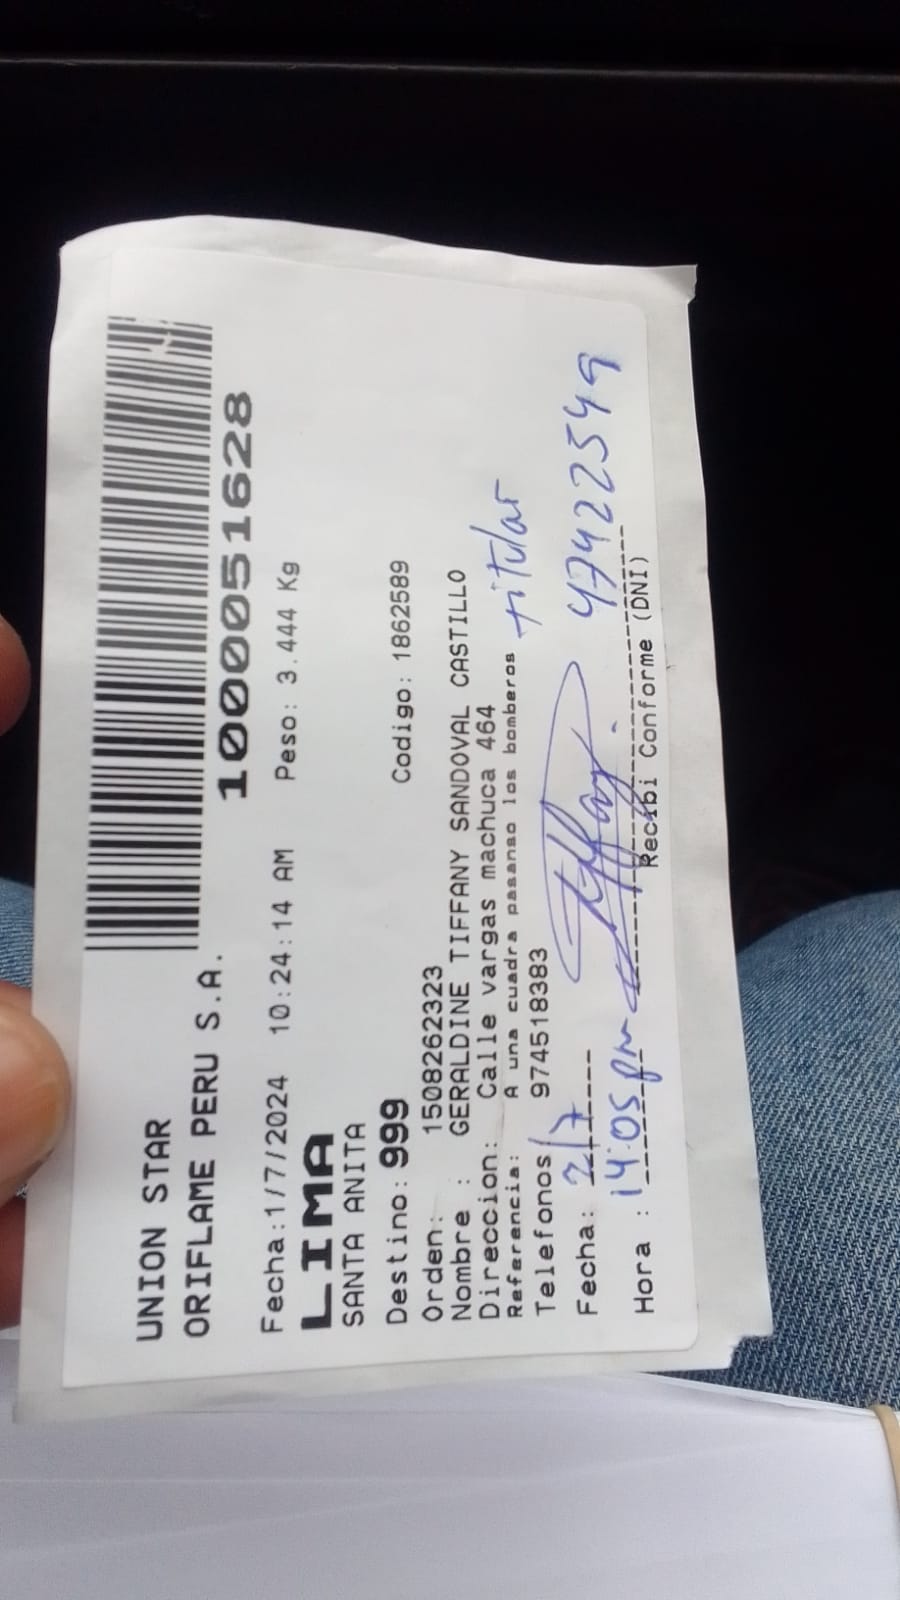 UNION STAR
ORIFLAME PERU S.A.
1000051628
Fecha:1/7/2024 10:24:14 AM Peso: 3.444 Kg
LIMA
SANTA ANITA
Destino: 999 Codigo: 1862589
Orden: 1508262323
Nombre : GERALDINE TIFFANY SANDOVAL CASTILLO
Direccion: Calle vargas machuca 464
Referencia: A una cuadra pasanso los bomberos titular
Telefonos 974518383
Fecha: 2/7
Hora : 14:05 pm Tiffany. 47422549
Recibi Conforme (DNI)